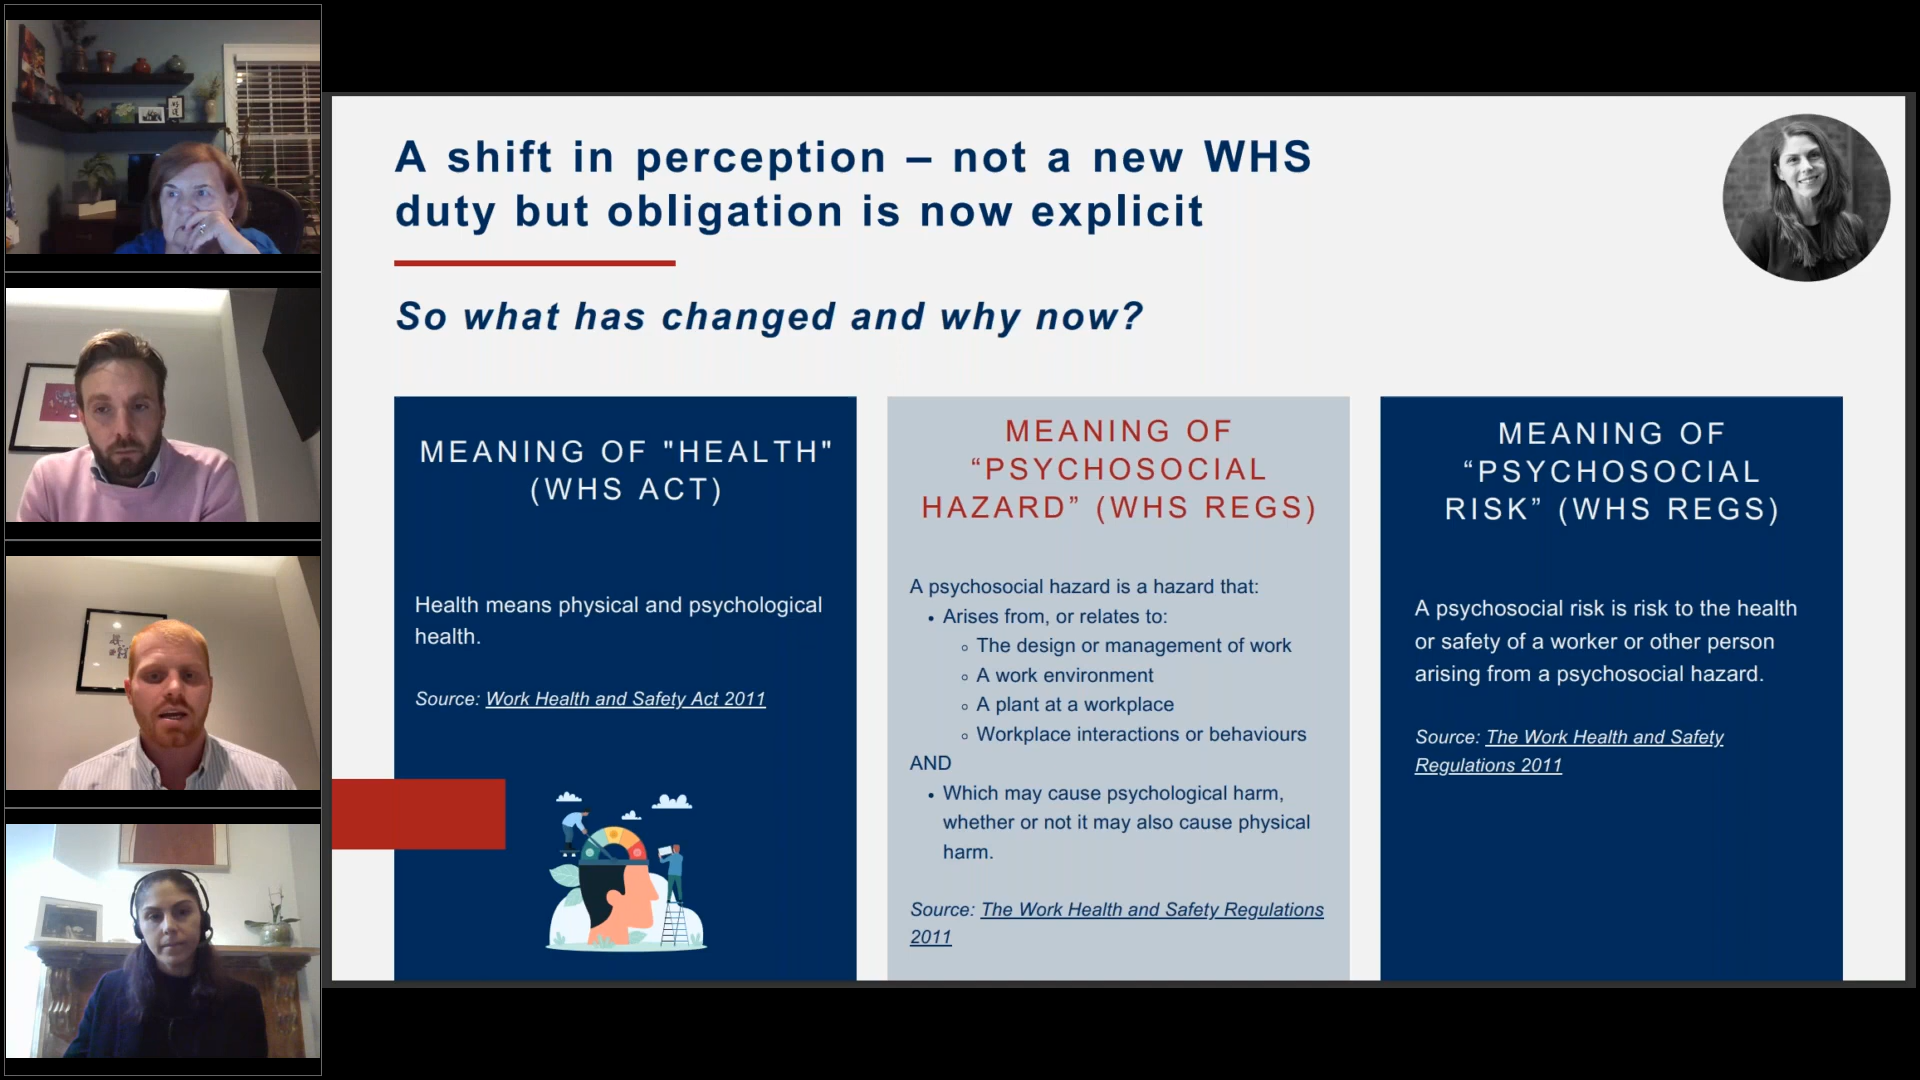 A shift in perception – not a new WHS
duty but obligation is now explicit
So what has changed and why now?
MEANING OF "HEALTH"
(WHS ACT)
Health means physical and psychological
health.
Source: Work Health and Safety Act 2011
MEANING OF
“PSYCHOSOCIAL
HAZARD” (WHS REGS)
A psychosocial hazard is a hazard that:
• Arises from, or relates to:
◦ The design or management of work
◦ A work environment
◦ A plant at a workplace
◦ Workplace interactions or behaviours
AND
• Which may cause psychological harm,
whether or not it may also cause physical
harm.
Source: The Work Health and Safety Regulations
2011
MEANING OF
“PSYCHOSOCIAL
RISK” (WHS REGS)
A psychosocial risk is risk to the health
or safety of a worker or other person
arising from a psychosocial hazard.
Source: The Work Health and Safety
Regulations 2011